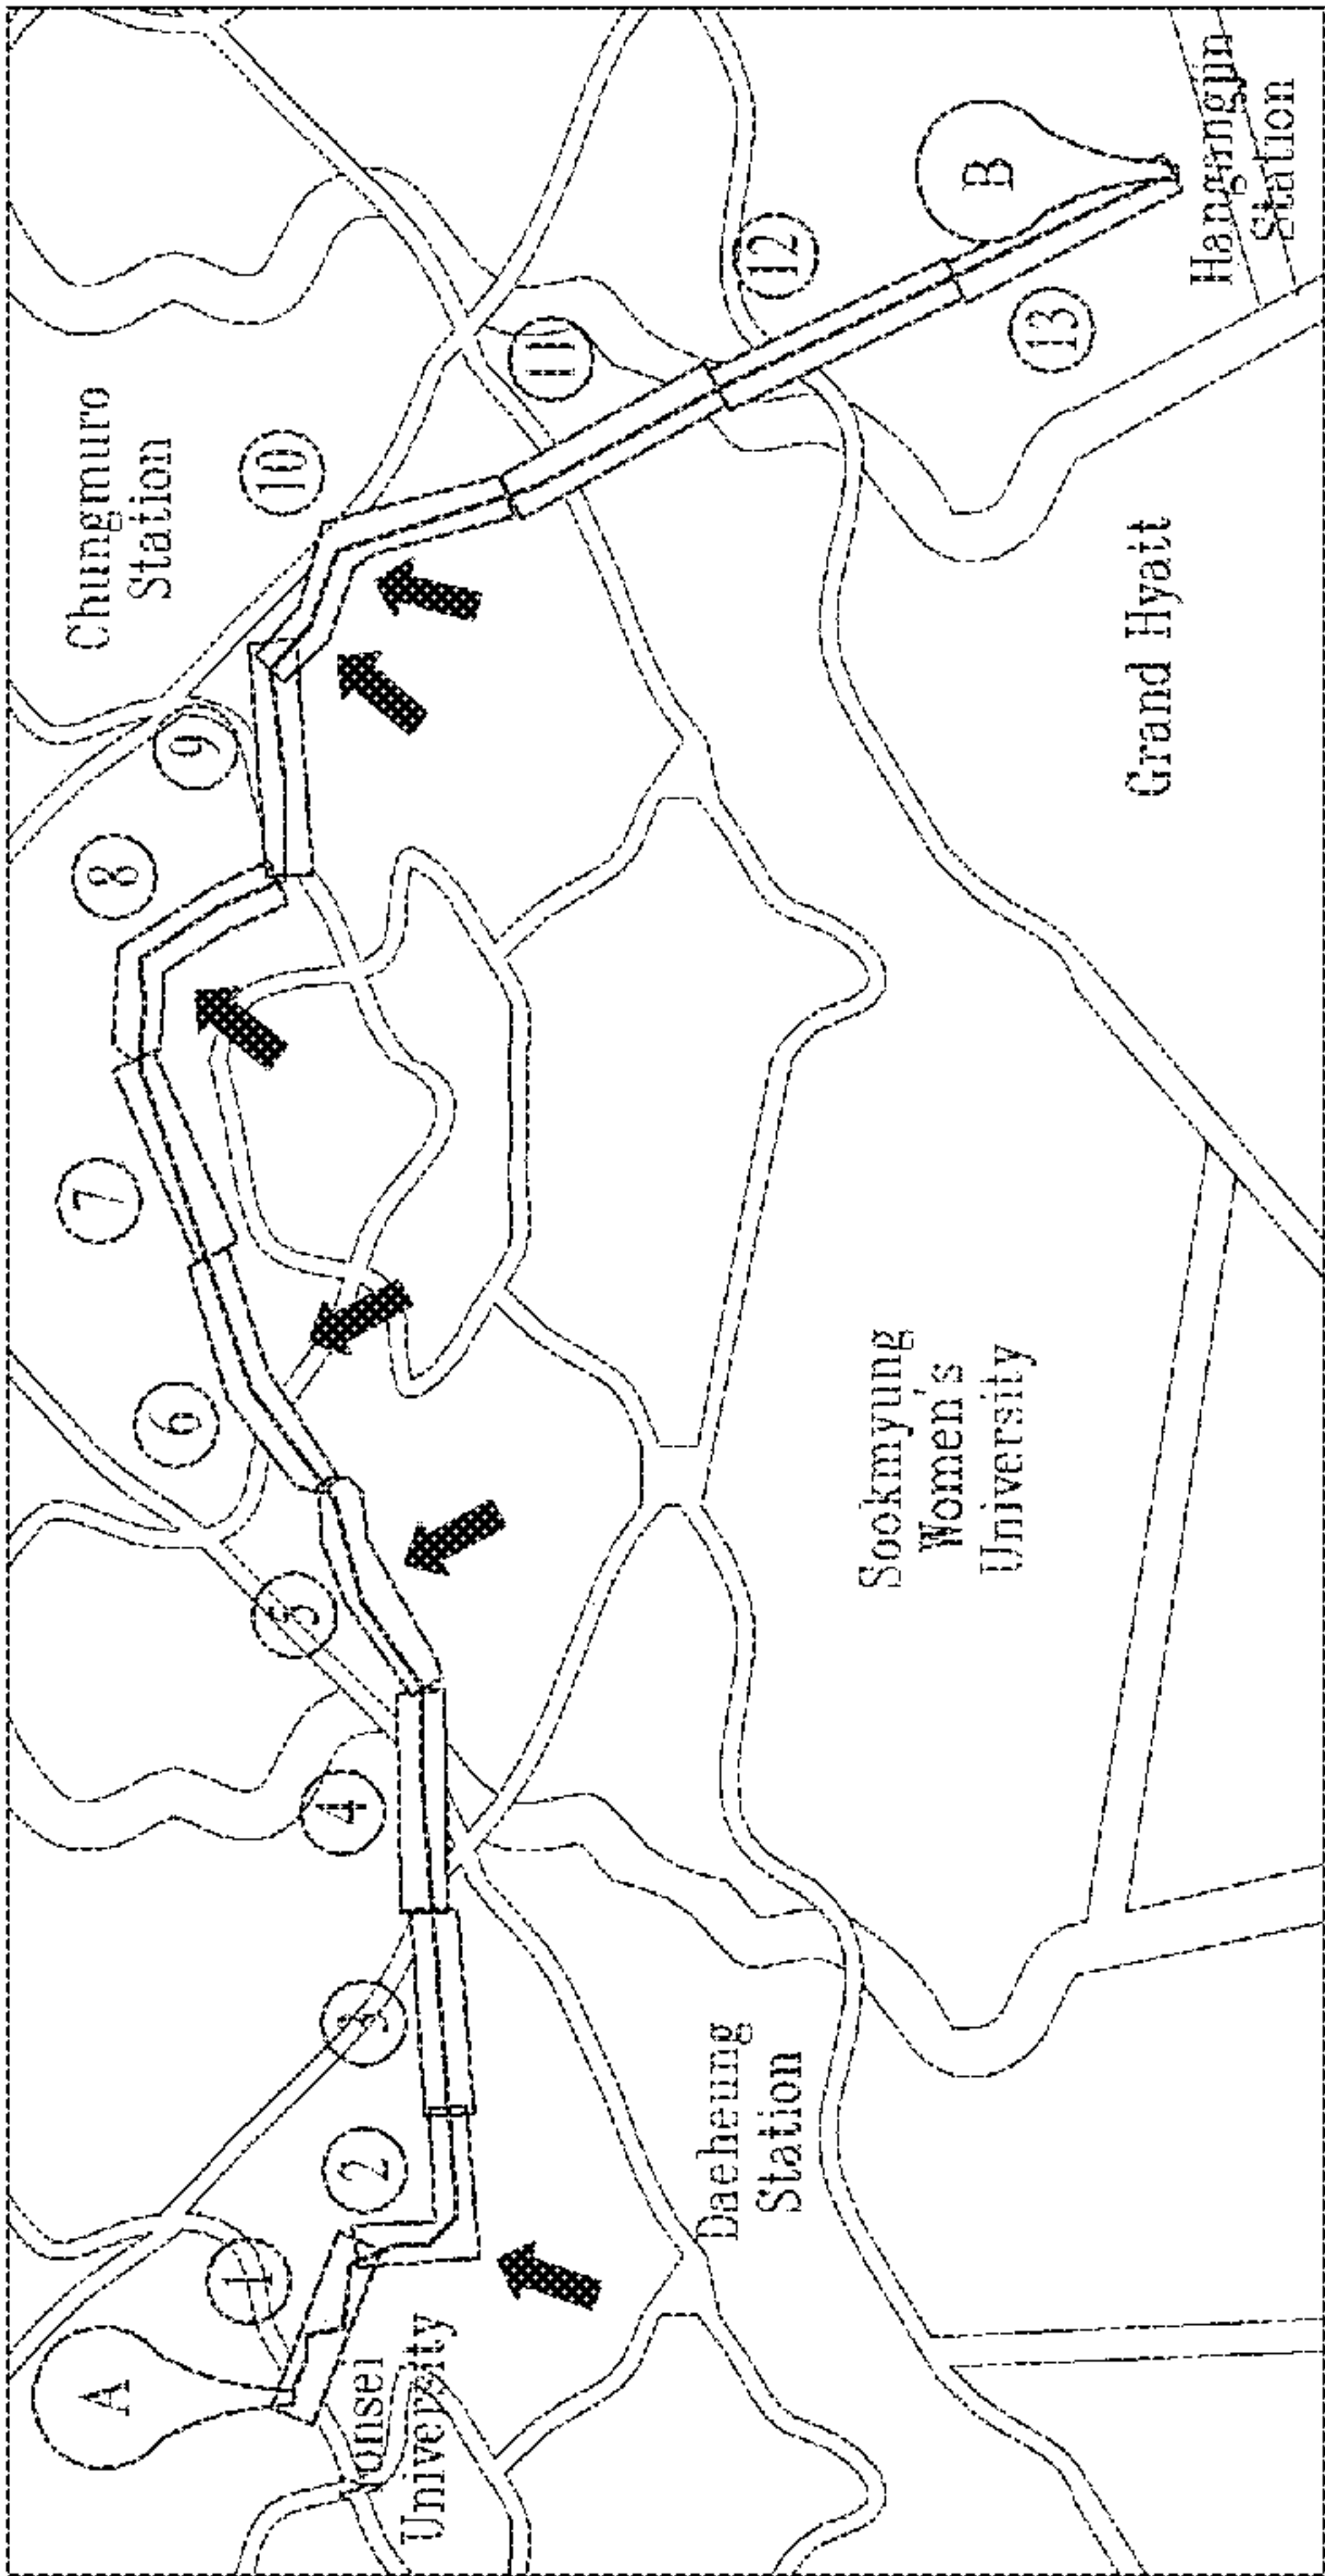 A
1
2
3
4
5
6
7
8
9
10
11
12
13
B
Chungmuro
Station
University
Daeheung
Station
Sookmyung
Women's
University
Grand Hyatt
Hangangjin
Station